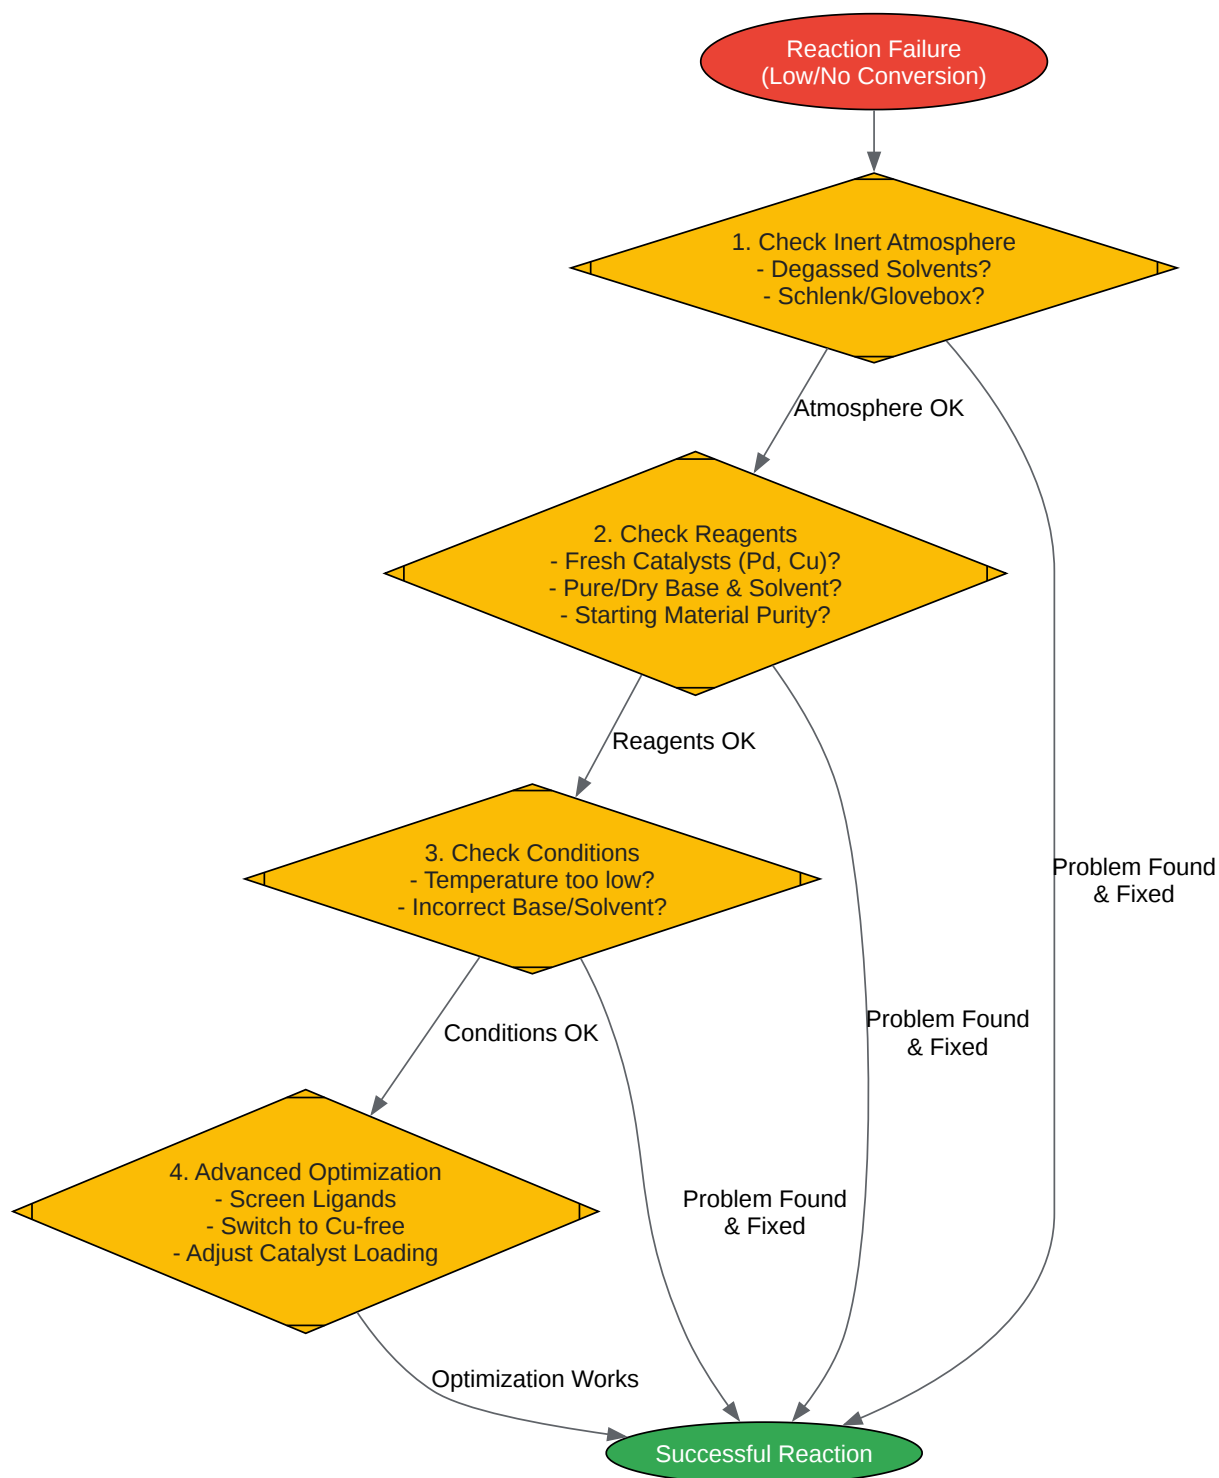 Reaction Failure
(Low/No Conversion)
1. Check Inert Atmosphere
- Degassed Solvents?
- Schlenk/Glovebox?
Atmosphere OK
2. Check Reagents
- Fresh Catalysts (Pd, Cu)?
- Pure/Dry Base & Solvent?
- Starting Material Purity?
Reagents OK
3. Check Conditions
- Temperature too low?
- Incorrect Base/Solvent?
Problem Found
& Fixed
Conditions OK
Problem Found
& Fixed
4. Advanced Optimization
- Screen Ligands
- Switch to Cu-free
- Adjust Catalyst Loading
Problem Found
& Fixed
Optimization Works
Successful Reaction